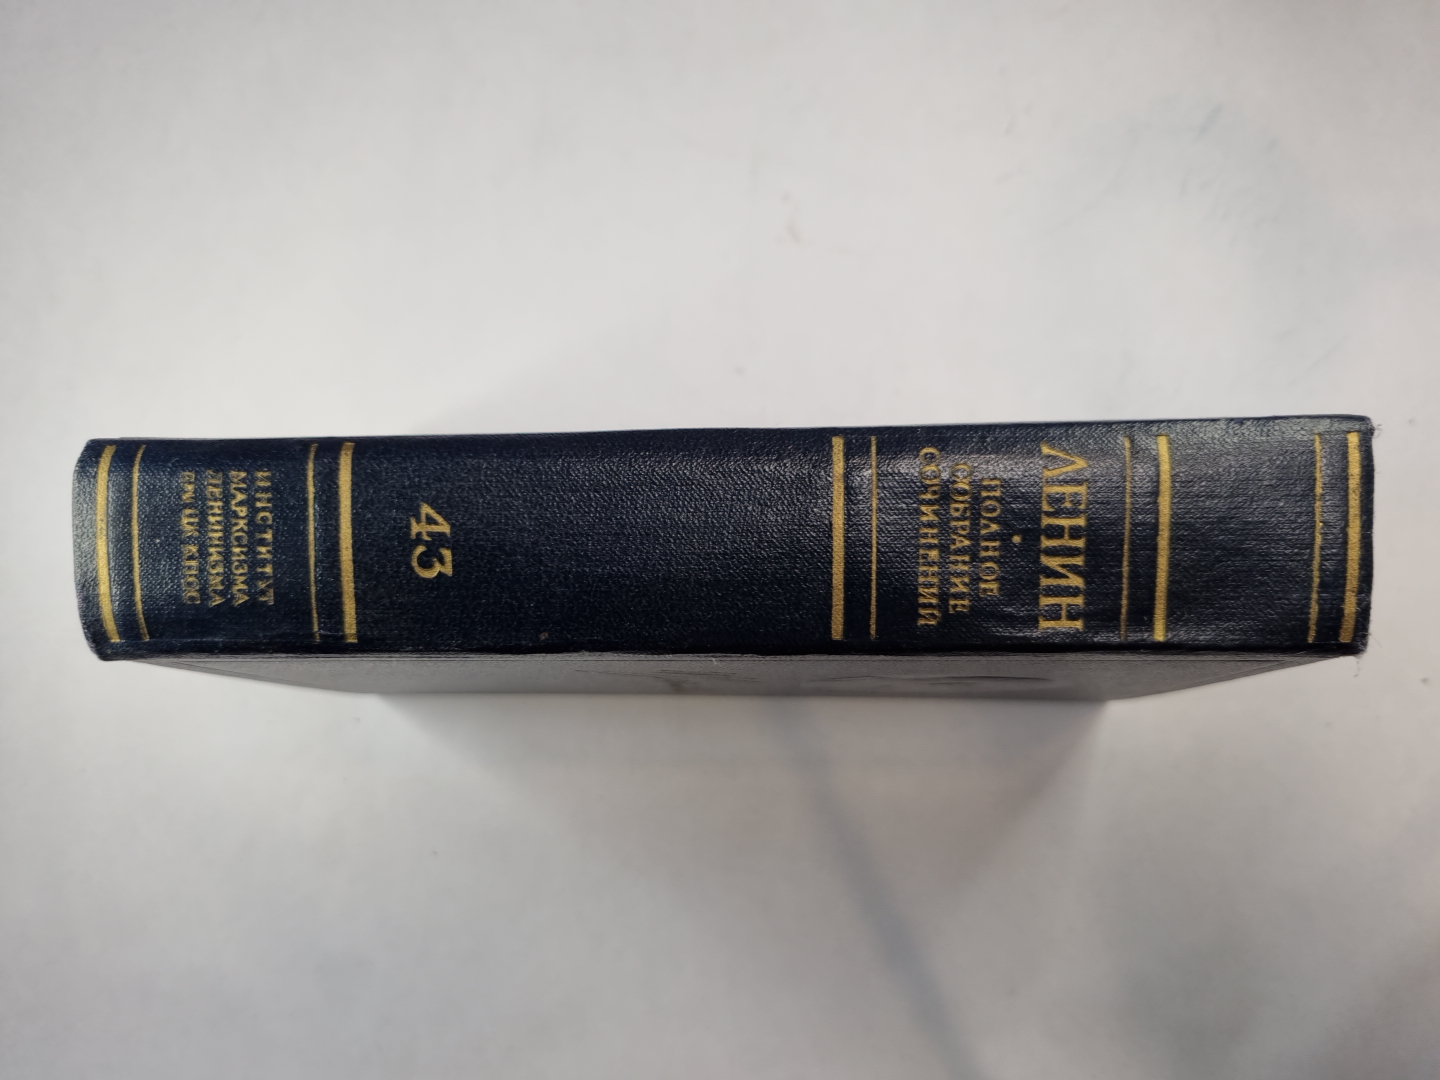 ЛЕНИН
ПОЛНОЕ
СОБРАНИЕ
СОЧИНЕНИЙ
43
ИНСТИТУТ
МАРКСИЗМА
ЛЕНИНИЗМА
ПРИ ЦК КПСС